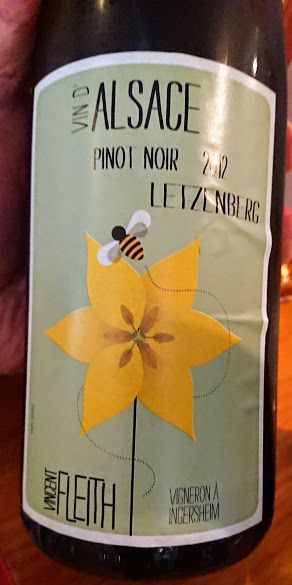 VIN D'
ALSACE
PINOT NOIR 2012
LETZENBERG
VINCENT
FLEITH
VIGNERON À
INGERSHEIM